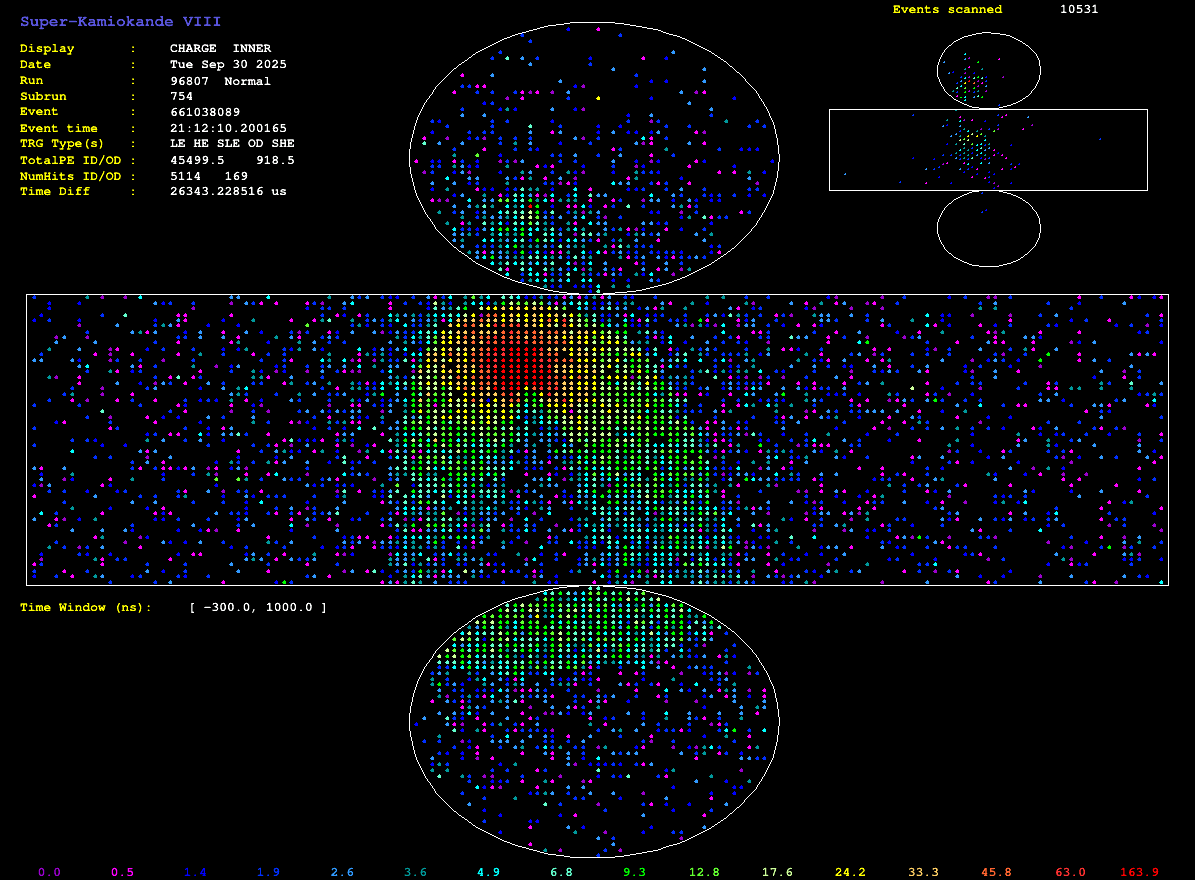 Super-Kamiokande VIII
Events scanned 10531
Display : CHARGE INNER
Date : Tue Sep 30 2025
Run : 96807 Normal
Subrun : 754
Event : 661038089
Event time : 21:12:10.200165
TRG Type(s) : LE HE SLE OD SHE
TotalPE ID/OD : 45499.5 918.5
NumHits ID/OD : 5114 169
Time Diff : 26343.228516 us
Time Window (ns): [ -300.0, 1000.0 ]
0.0 0.5 1.4 1.9 2.6 3.6 4.9 6.8 9.3 12.8 17.6 24.2 33.3 45.8 63.0 163.9